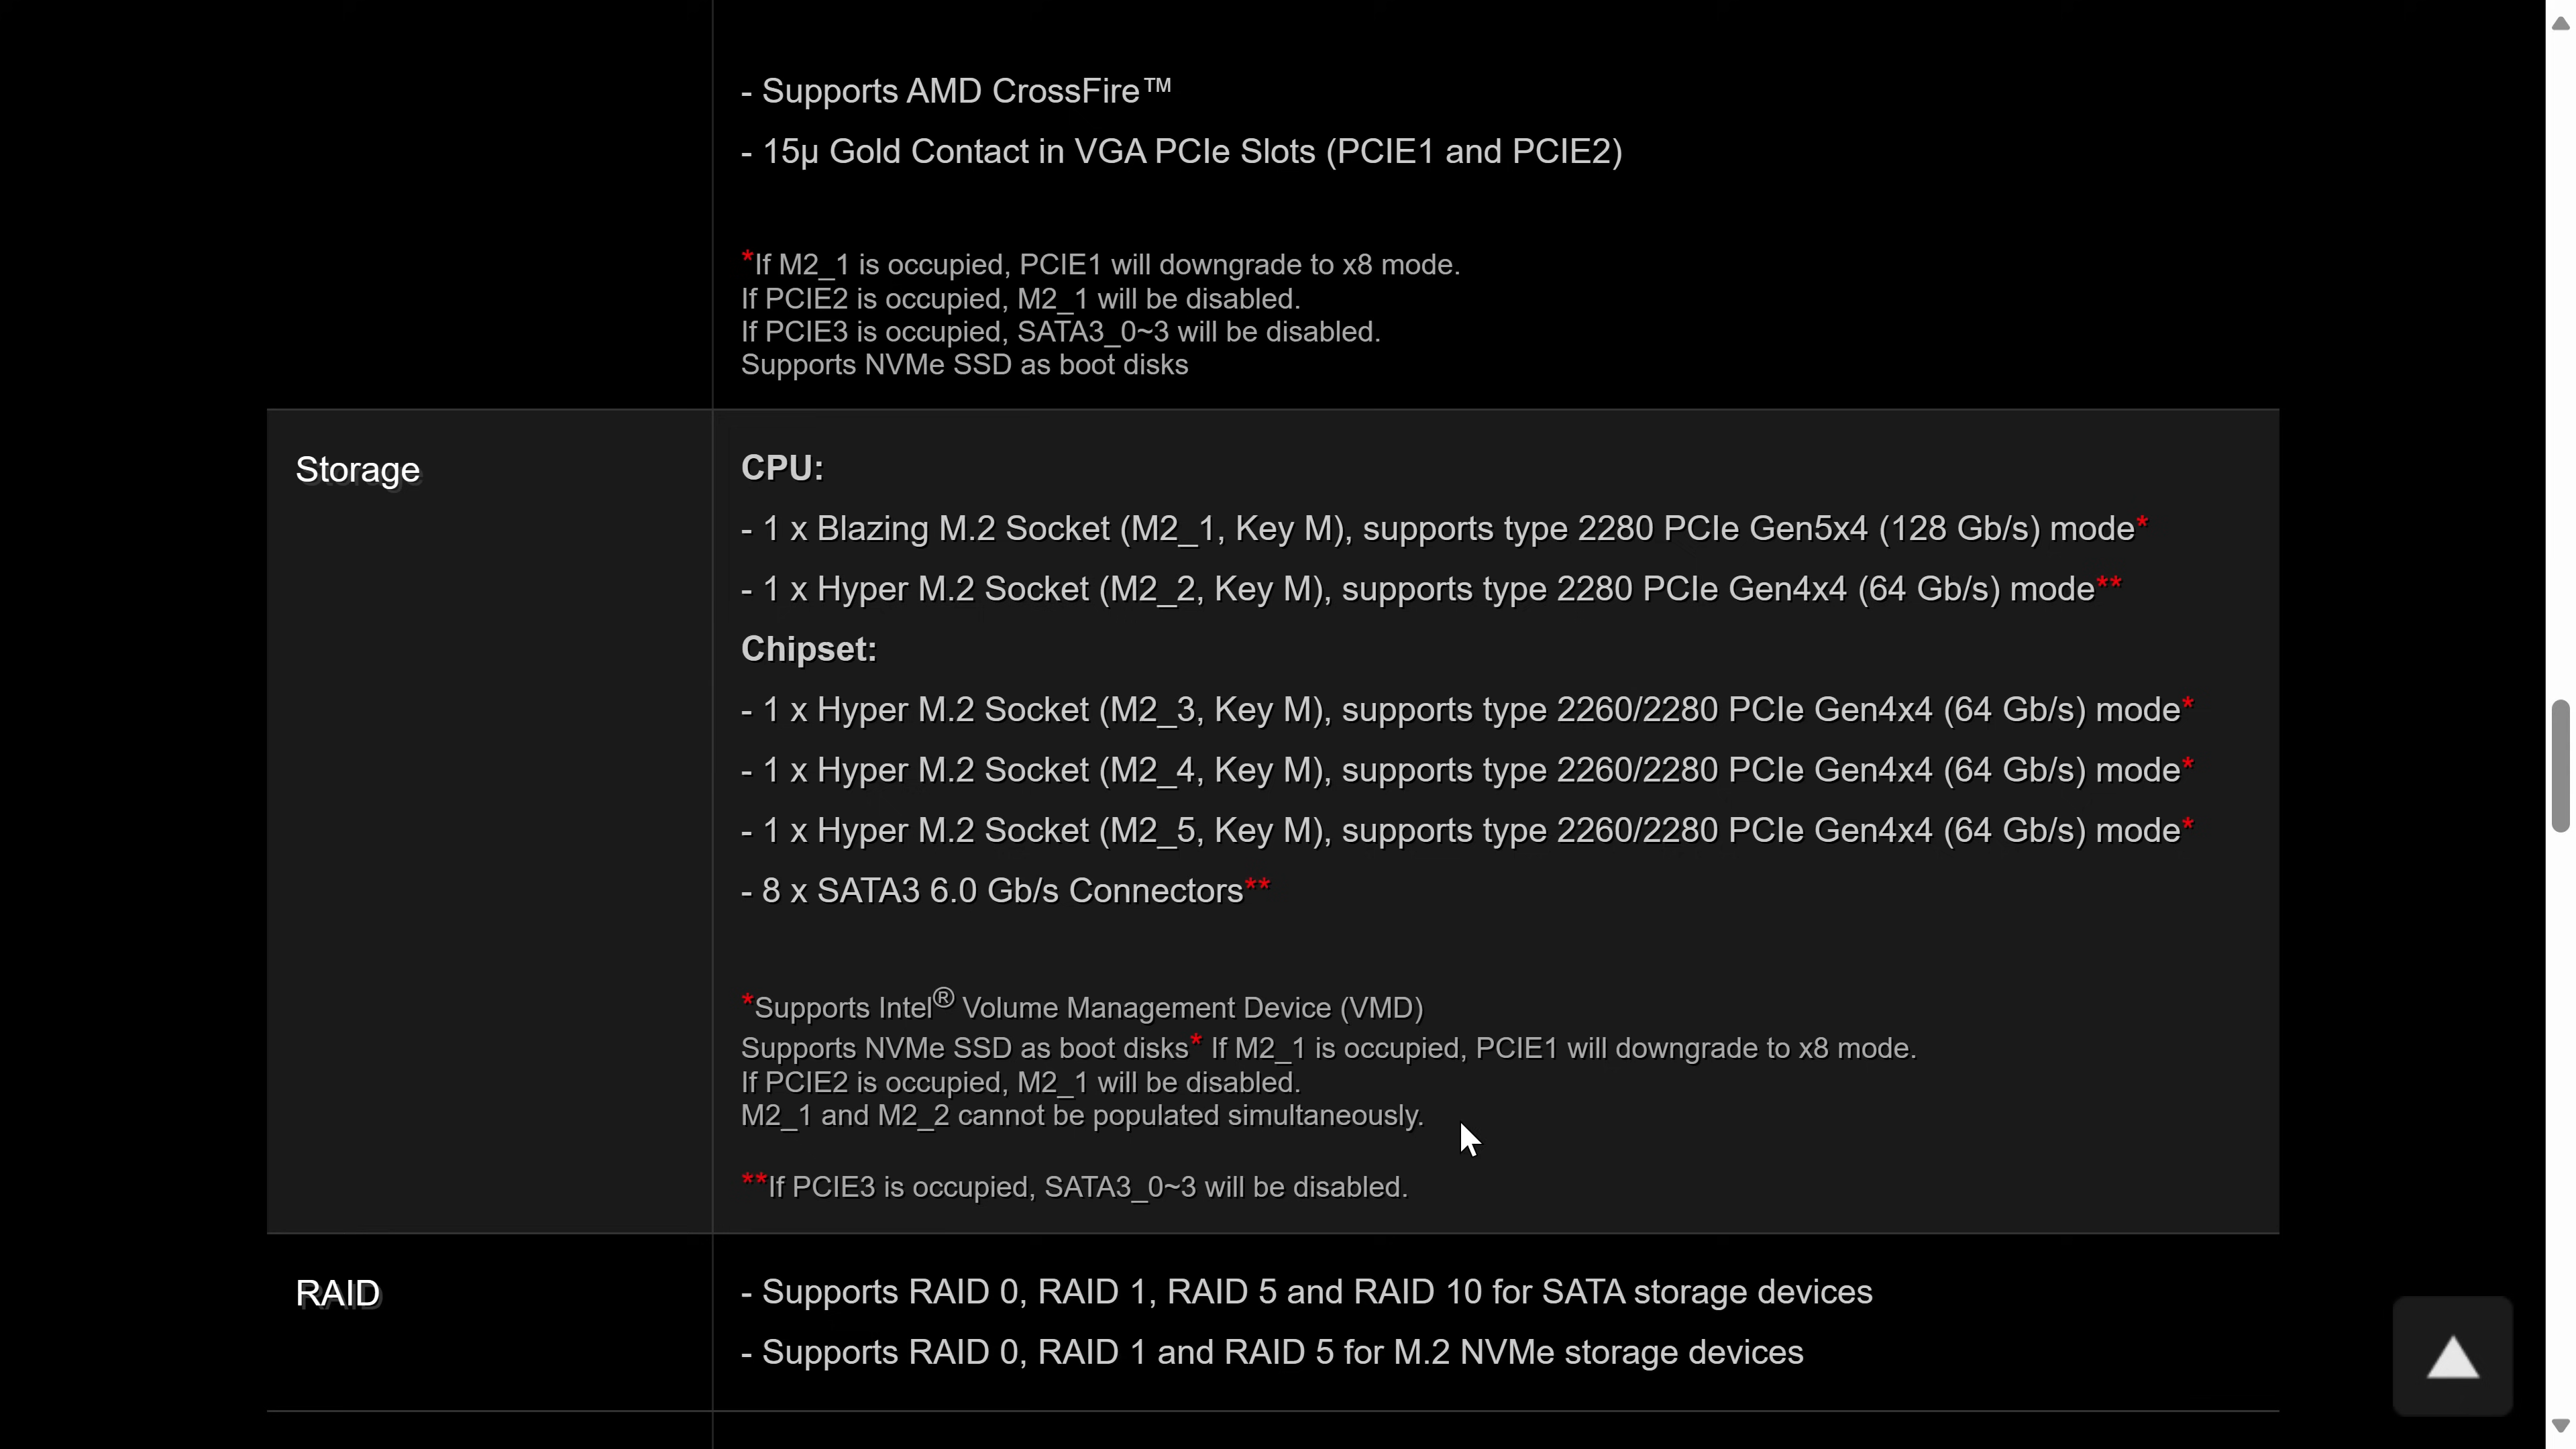 - Supports AMD CrossFire™
- 15µ Gold Contact in VGA PCIe Slots (PCIE1 and PCIE2)
*If M2_1 is occupied, PCIE1 will downgrade to x8 mode.
If PCIE2 is occupied, M2_1 will be disabled.
If PCIE3 is occupied, SATA3_0~3 will be disabled.
Supports NVMe SSD as boot disks
Storage
CPU:
- 1 x Blazing M.2 Socket (M2_1, Key M), supports type 2280 PCIe Gen5x4 (128 Gb/s) mode*
- 1 x Hyper M.2 Socket (M2_2, Key M), supports type 2280 PCIe Gen4x4 (64 Gb/s) mode**
Chipset:
- 1 x Hyper M.2 Socket (M2_3, Key M), supports type 2260/2280 PCIe Gen4x4 (64 Gb/s) mode*
- 1 x Hyper M.2 Socket (M2_4, Key M), supports type 2260/2280 PCIe Gen4x4 (64 Gb/s) mode*
- 1 x Hyper M.2 Socket (M2_5, Key M), supports type 2260/2280 PCIe Gen4x4 (64 Gb/s) mode*
- 8 x SATA3 6.0 Gb/s Connectors**
*Supports Intel® Volume Management Device (VMD)
Supports NVMe SSD as boot disks* If M2_1 is occupied, PCIE1 will downgrade to x8 mode.
If PCIE2 is occupied, M2_1 will be disabled.
M2_1 and M2_2 cannot be populated simultaneously.
**If PCIE3 is occupied, SATA3_0~3 will be disabled.
RAID
- Supports RAID 0, RAID 1, RAID 5 and RAID 10 for SATA storage devices
- Supports RAID 0, RAID 1 and RAID 5 for M.2 NVMe storage devices